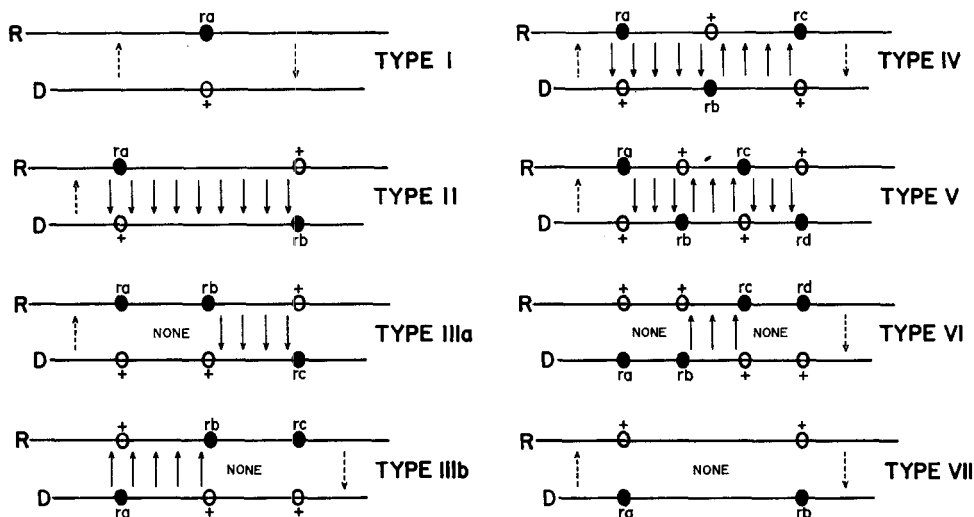 ra
R
TYPE I
D
+
ra +
R
TYPE II
D
+ rb
ra rb +
R
NONE
TYPE IIIa
D
+ + rc
+ rb rc
R
NONE
TYPE IIIb
D
ra + +
ra + rc
R
TYPE IV
D
+ rb +
ra + rc +
R
TYPE V
D
+ rb + rd
+ + rc rd
R
NONE NONE
TYPE VI
D
ra rb + +
+ +
R
NONE
TYPE VII
D
ra rb